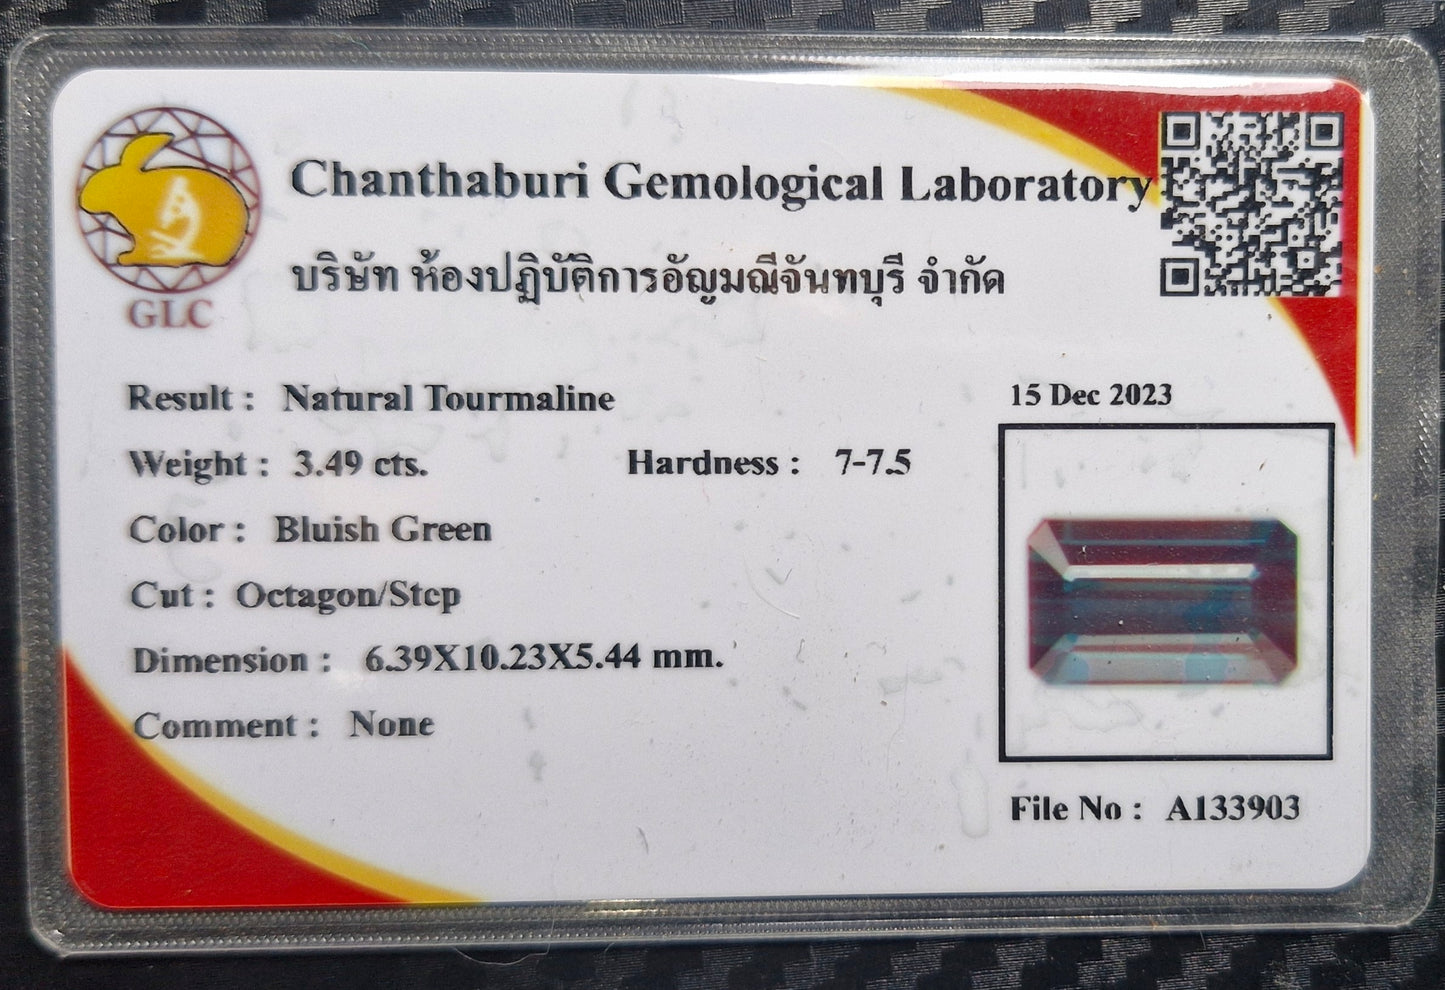 Chanthaburi Gemological Laboratory
บริษัท ห้องปฏิบัติการอัญมณีจันทบุรี จำกัด
GLC
Result : Natural Tourmaline
15 Dec 2023
Weight : 3.49 cts. Hardness : 7-7.5
Color : Bluish Green
Cut : Octagon/Step
Dimension : 6.39X10.23X5.44 mm.
Comment : None
File No : A133903